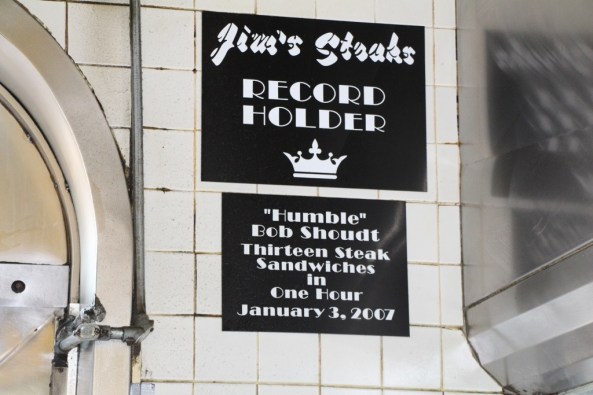 Jim's Steaks
RECORD
HOLDER
"Humble"
Bob Shoudt
Thirteen Steak
Sandwiches
in
One Hour
January 3, 2007